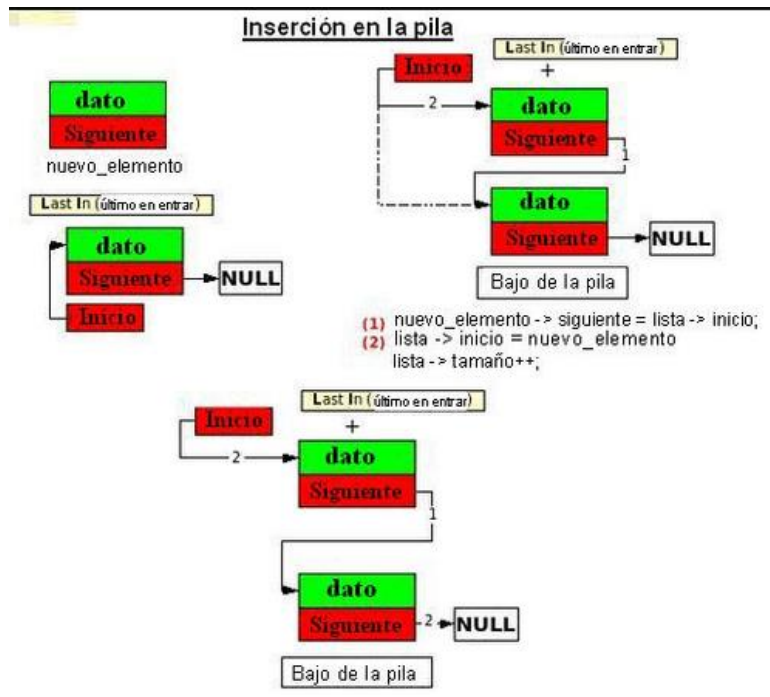 Inserción en la pila
dato
Siguiente
nuevo_elemento
Last In (último en entrar)
dato
Siguiente
NULL
Inicio
Last In (último en entrar)
Inicio
+
2
dato
Siguiente
1
dato
Siguiente
NULL
Bajo de la pila
(1) nuevo_elemento -> siguiente = lista -> inicio;
(2) lista -> inicio = nuevo_elemento
lista -> tamaño++;
Last In (último en entrar)
Inicio
+
2
dato
Siguiente
1
dato
Siguiente
2
NULL
Bajo de la pila